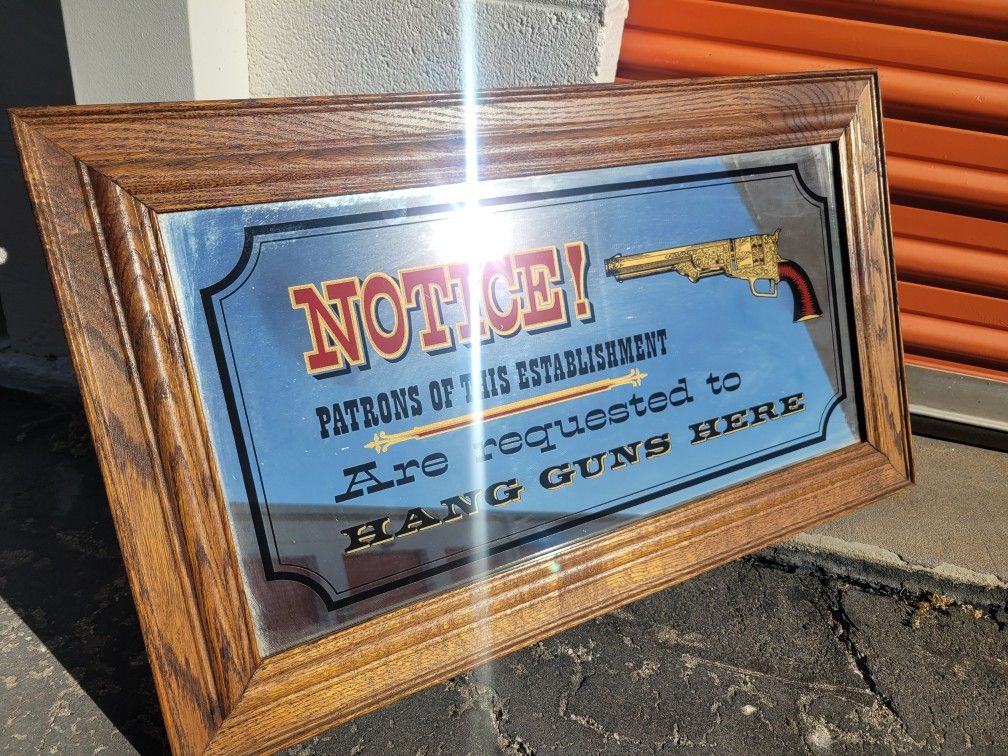 NOTICE!
PATRONS OF THIS ESTABLISHMENT
Are requested to
HANG GUNS HERE